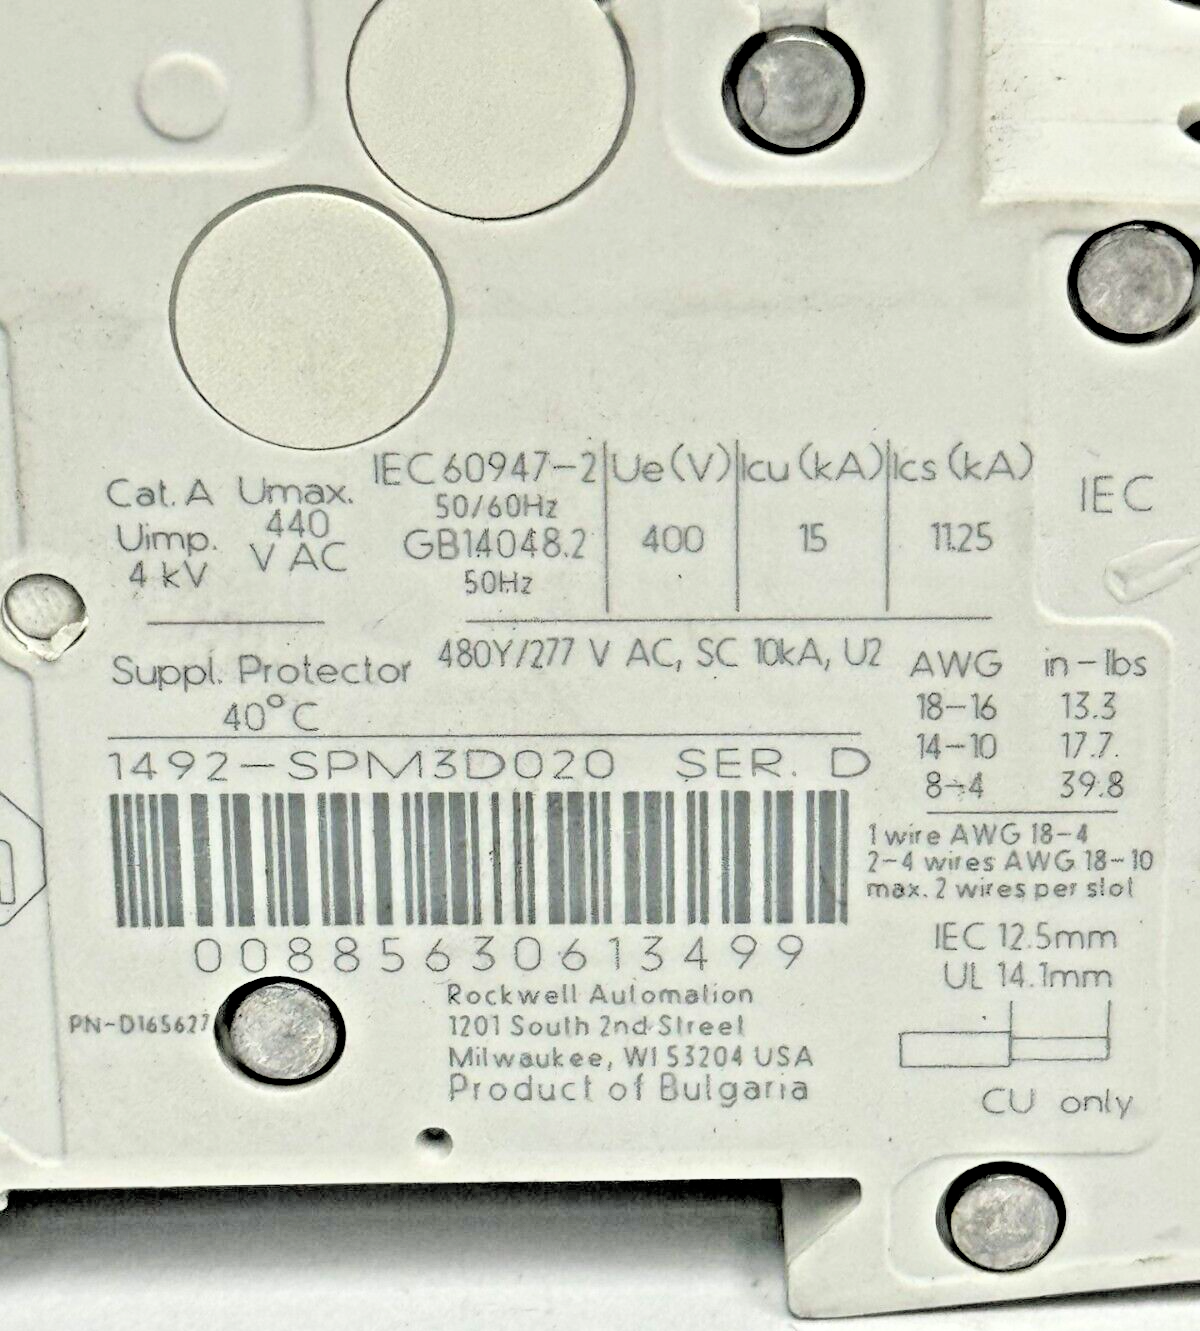 Cat. A Umax. IEC60947-2 Ue(V) Icu (kA) Ics (kA) IEC
50/60Hz
Uimp. 440 GB14048.2 400 15 11.25
4 kV V AC 50Hz
Suppl. Protector 480Y/277 V AC, SC 10kA, U2
40°C
AWG in-lbs
18-16 13.3
14-10 17.7.
8-4 39.8
1492-SPM3D020 SER. D
1 wire AWG 18-4
2-4 wires AWG 18-10
max. 2 wires per slot
00885630613499
IEC 12.5mm
UL 14.1mm
Rockwell Automation
PN-D165627
1201 South 2nd Street
Milwaukee, WI 53204 USA
Product of Bulgaria
CU only